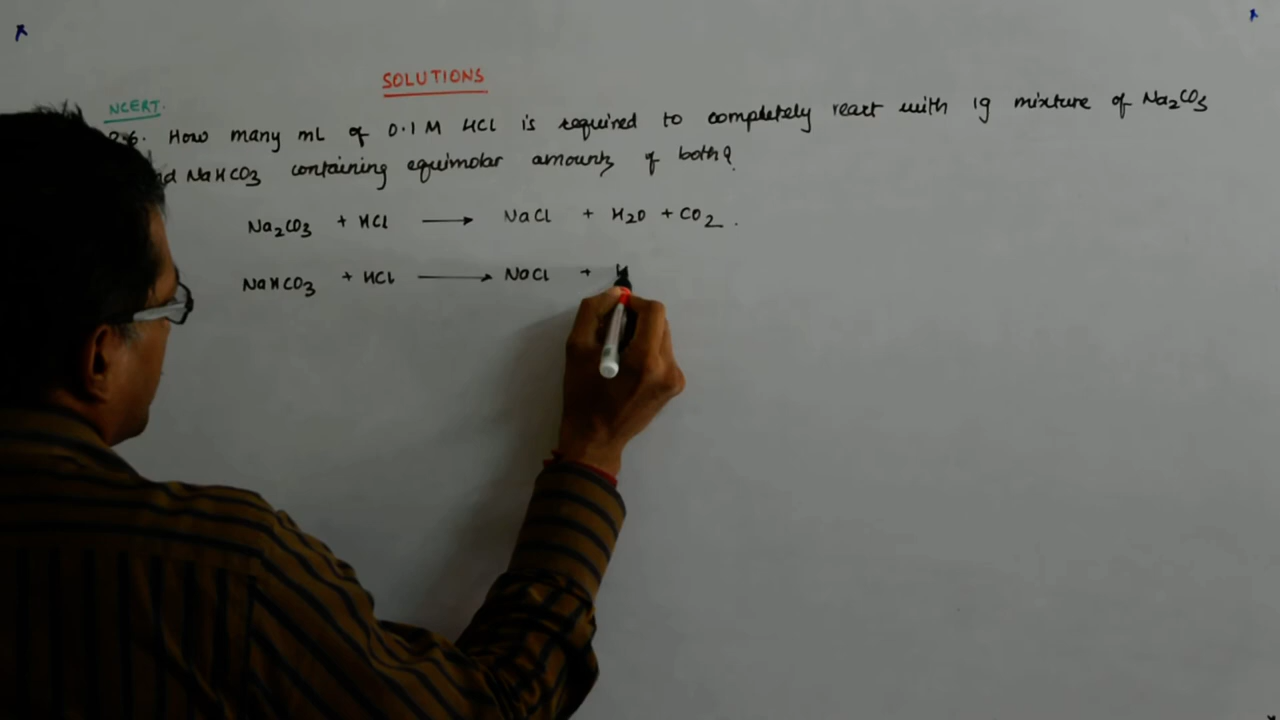 SOLUTIONS
NCERT.
6. How many mL of 0.1 M HCl is required to completely react with 1g mixture of Na2CO3
NaHCO3 containing equimolar amounts of both?
Na2CO3 + HCl ⟶ NaCl + H2O + CO2.
NaHCO3 + HCl ⟶ NaCl +